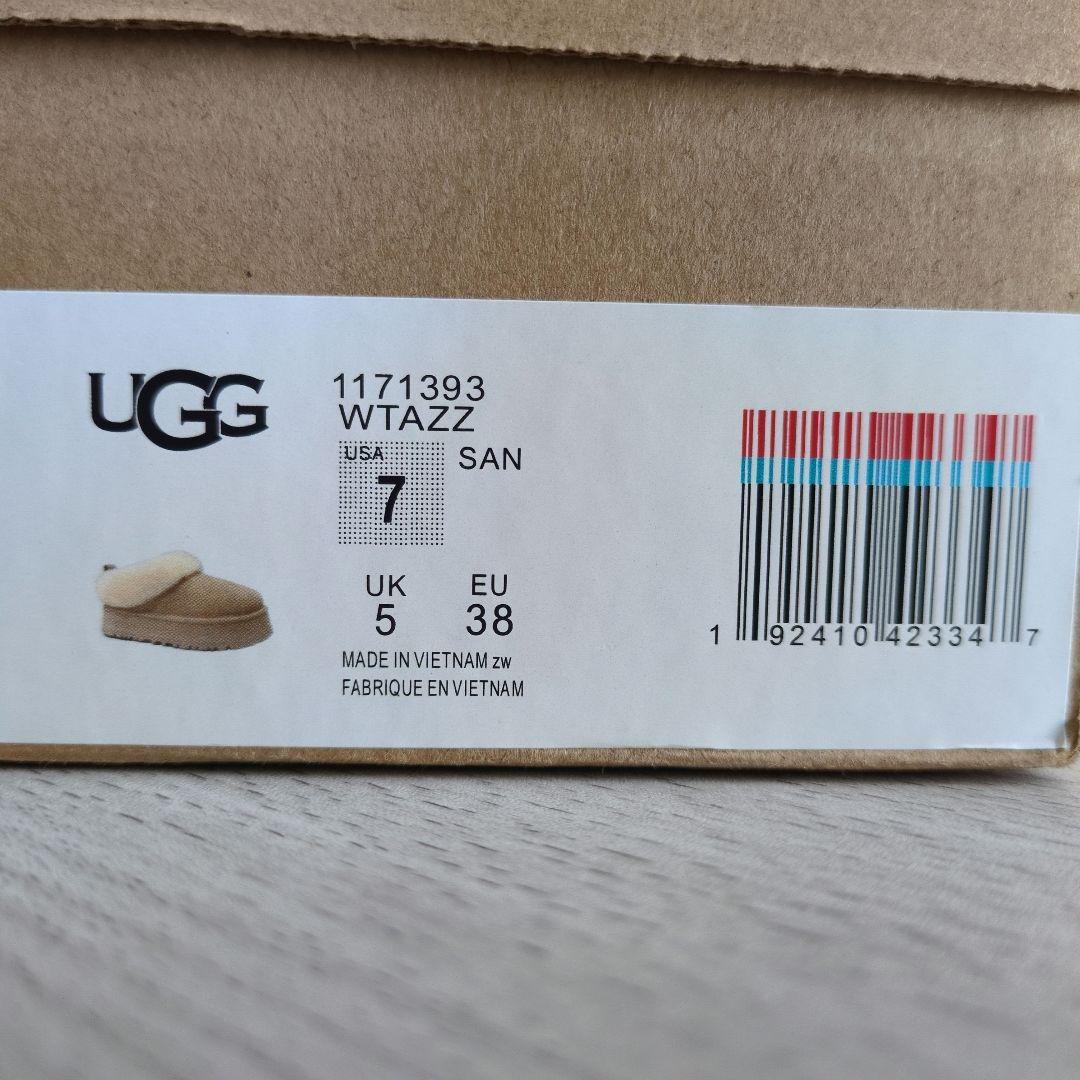 UGG
1171393
WTAZZ
USA
7
SAN
UK
5
EU
38
MADE IN VIETNAM zw
FABRIQUE EN VIETNAM
1 92410 42334 7